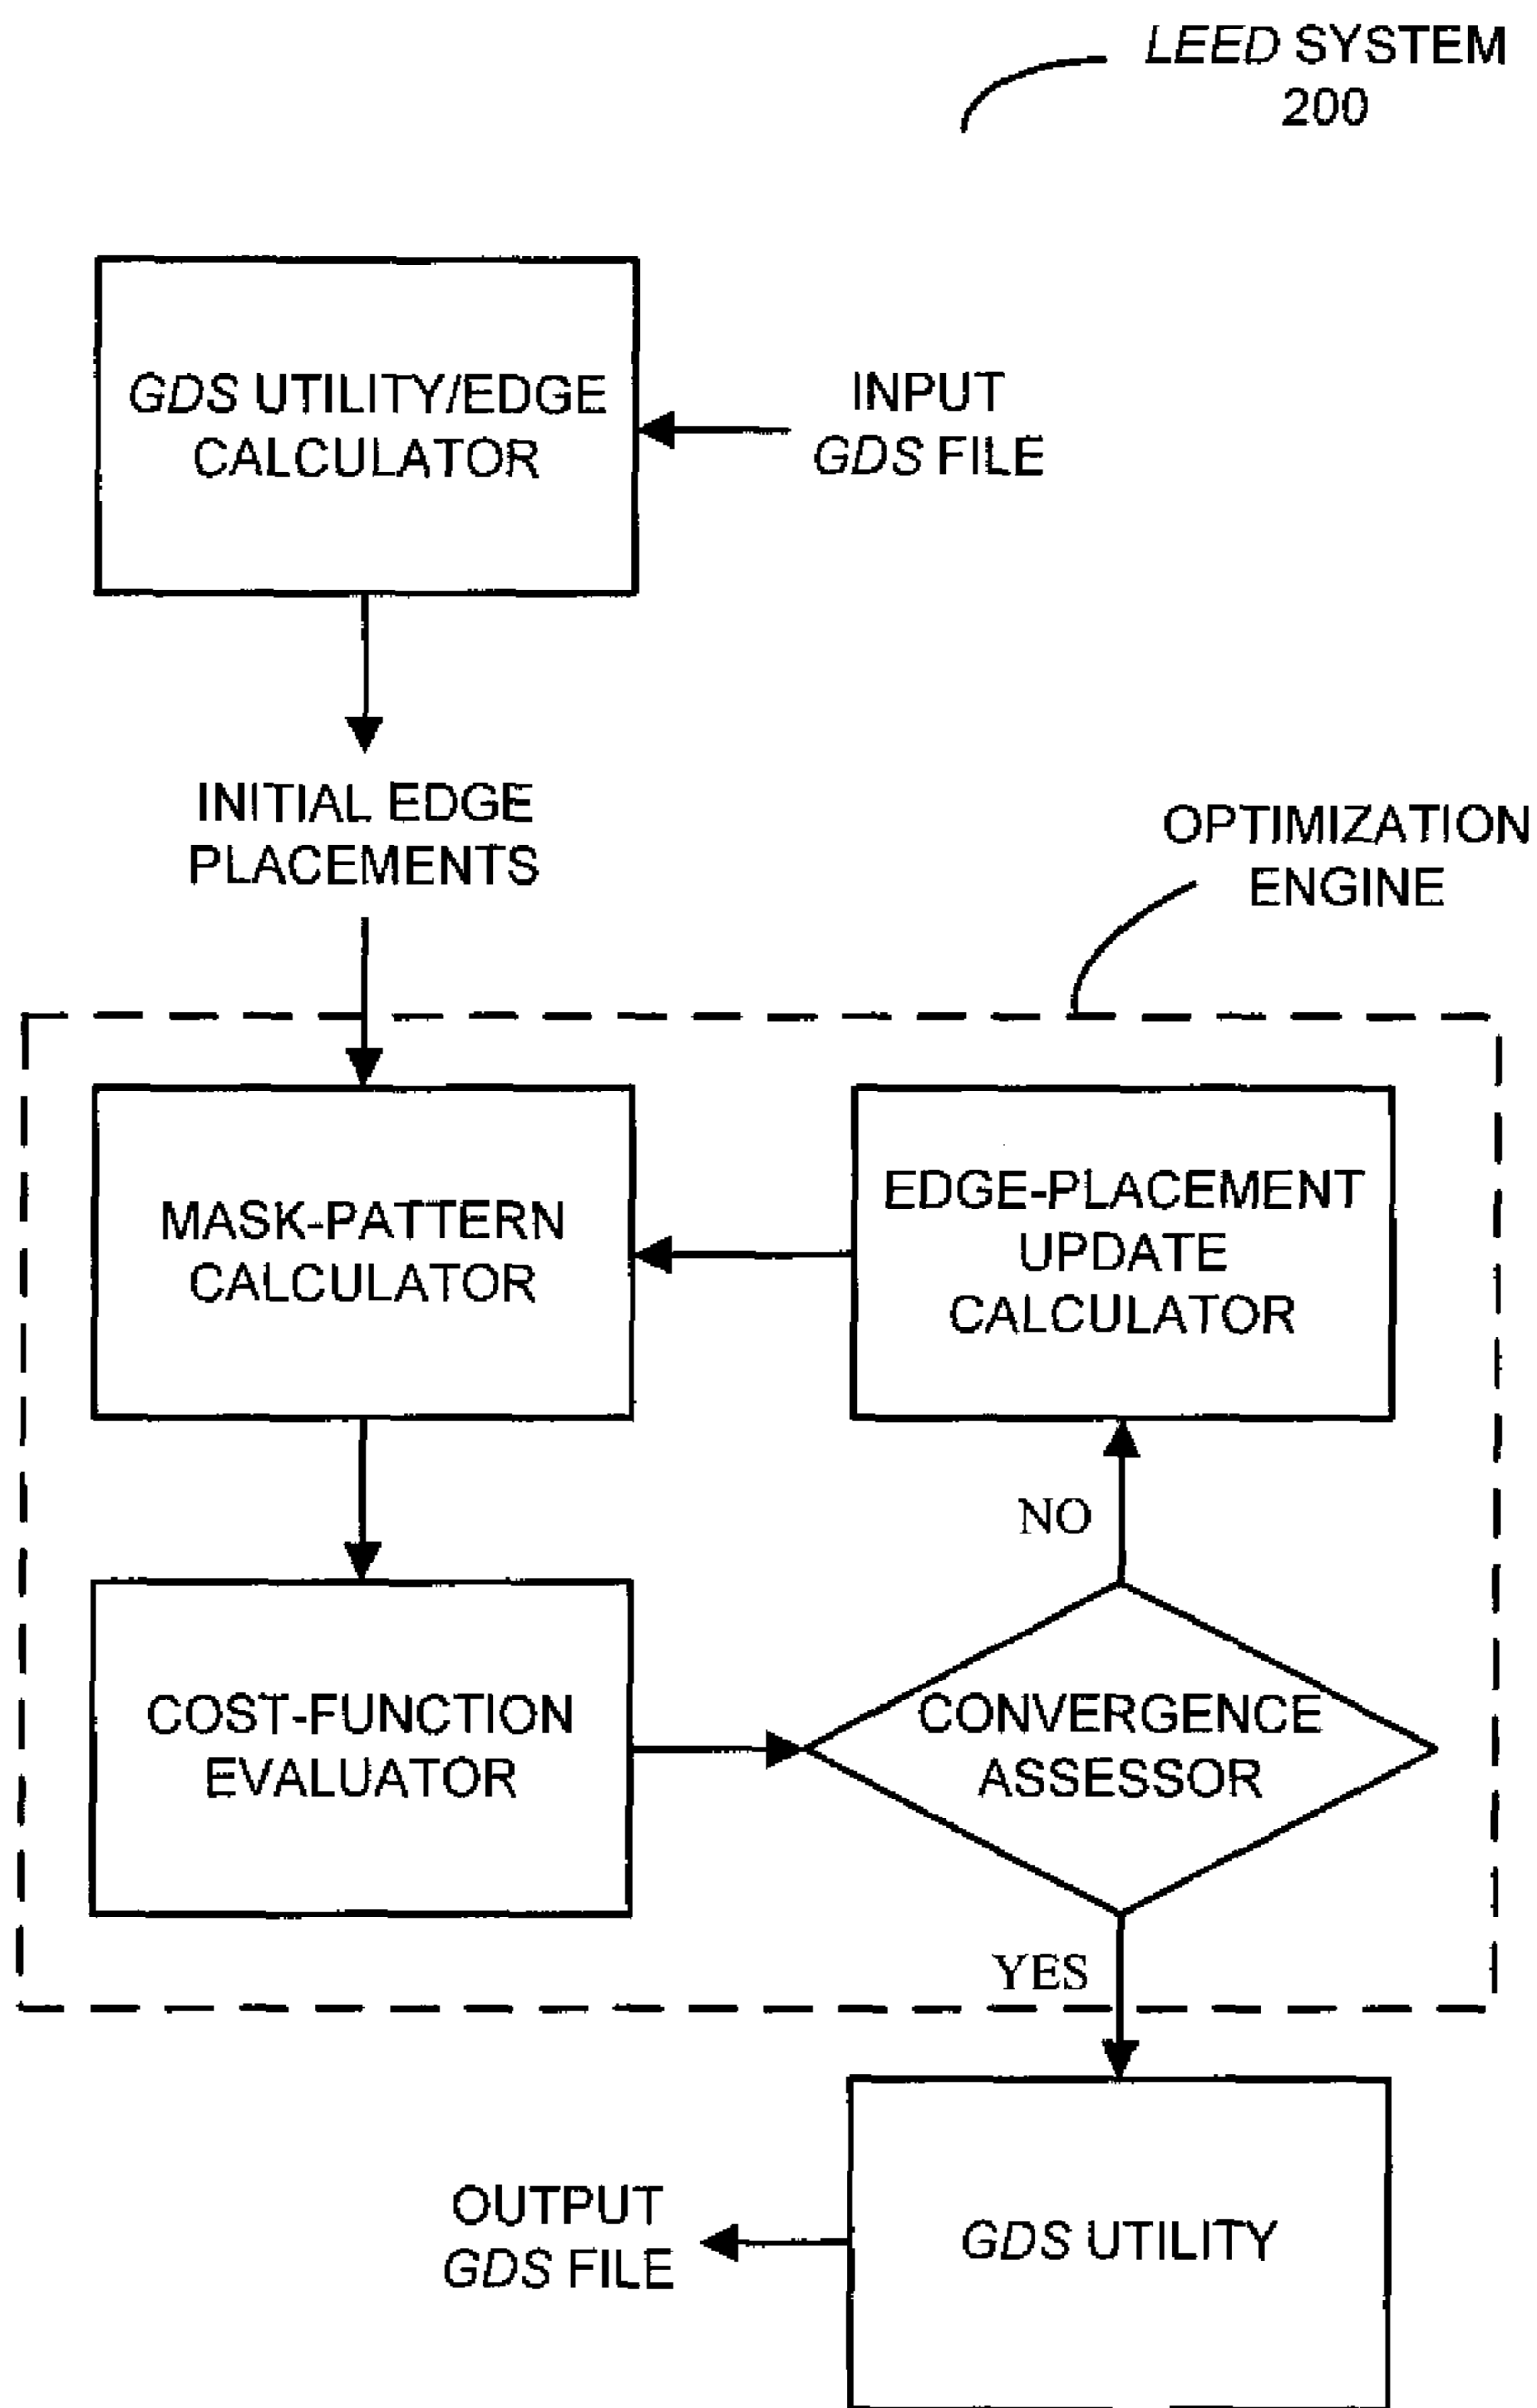 LEED SYSTEM
200
GDS UTILITY/EDGE
CALCULATOR
INPUT
GDS FILE
INITIAL EDGE
PLACEMENTS
OPTIMIZATION
ENGINE
MASK-PATTERN
CALCULATOR
EDGE-PLACEMENT
UPDATE
CALCULATOR
NO
COST-FUNCTION
EVALUATOR
CONVERGENCE
ASSESSOR
YES
OUTPUT
GDS FILE
GDS UTILITY